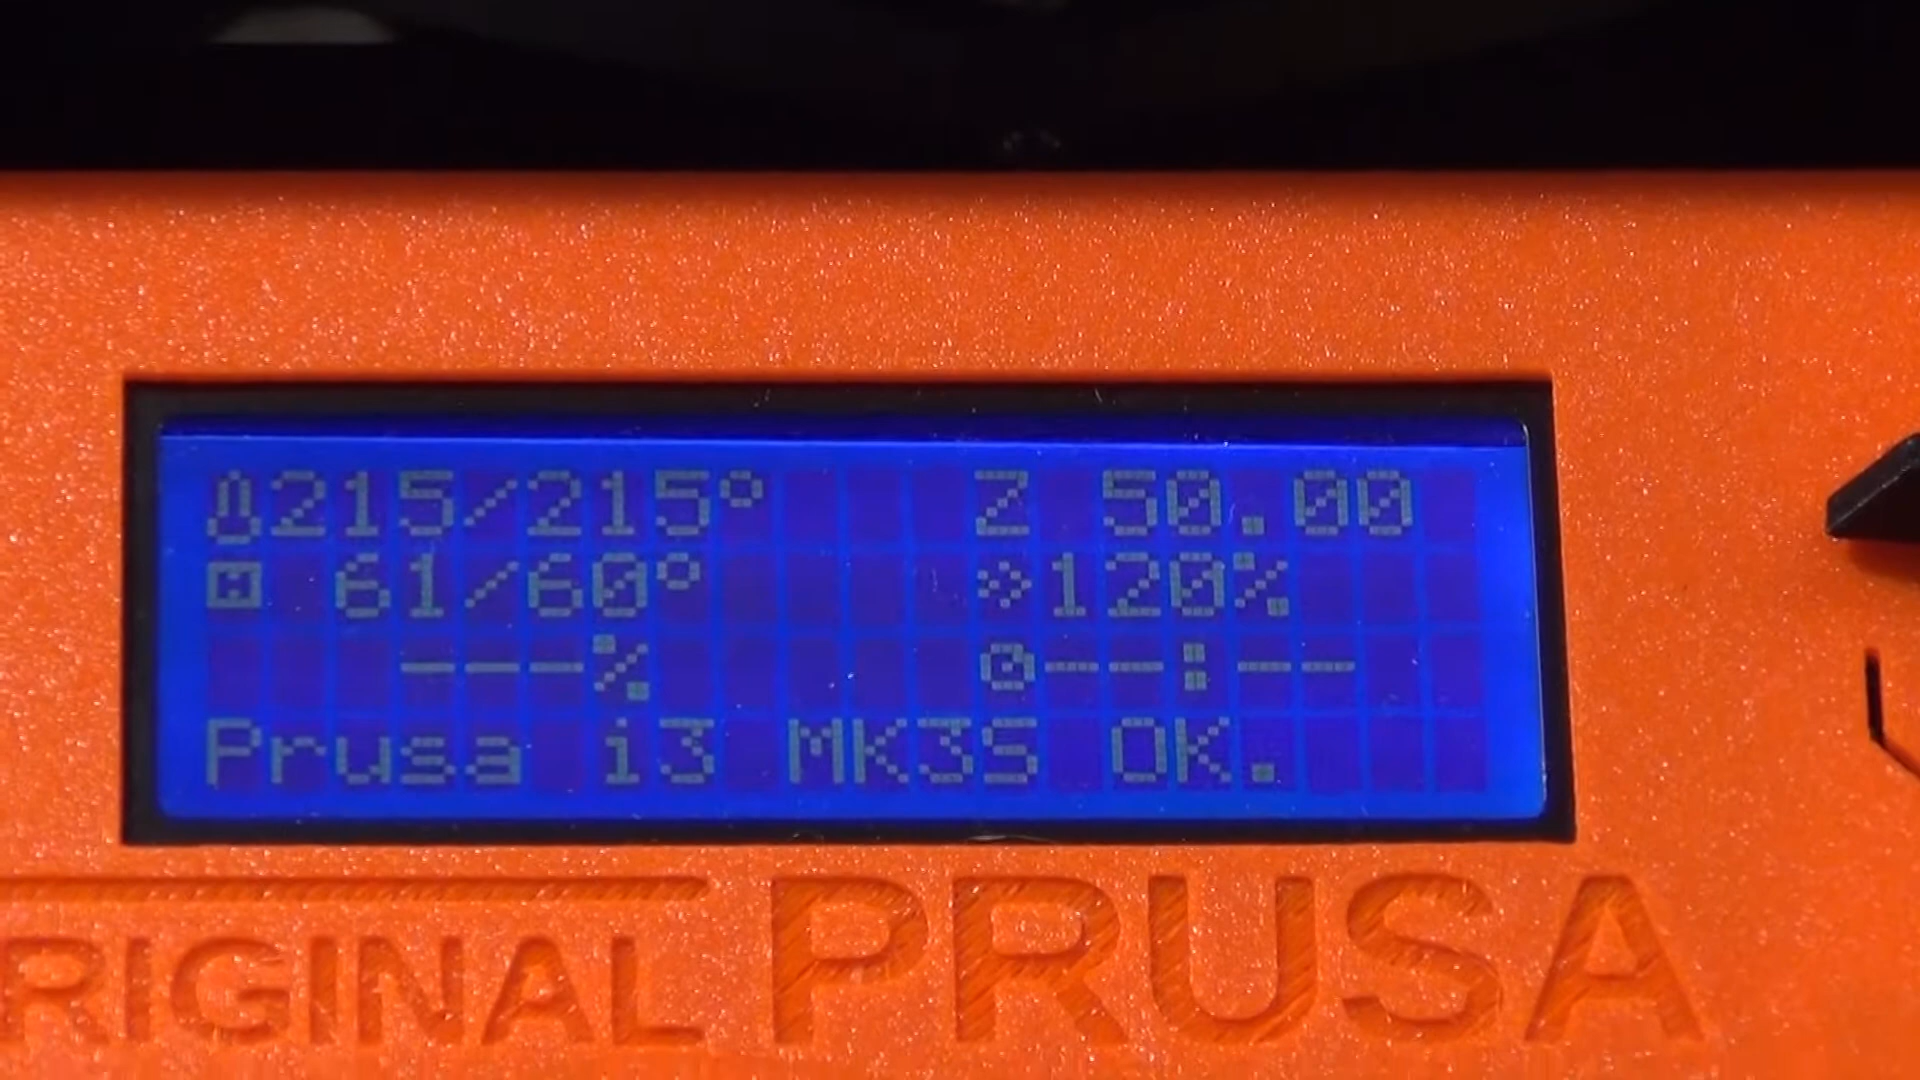 215/215° Z 50.00
61/60° 120%
---% --:--
Prusa i3 MK3S OK.
RIGINAL PRUSA